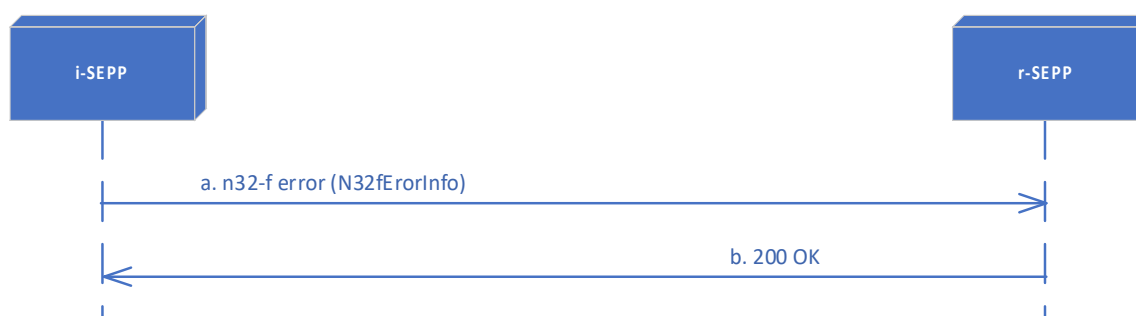 i-SEPP
r-SEPP
a. n32-f error (N32fErorInfo)
b. 200 OK